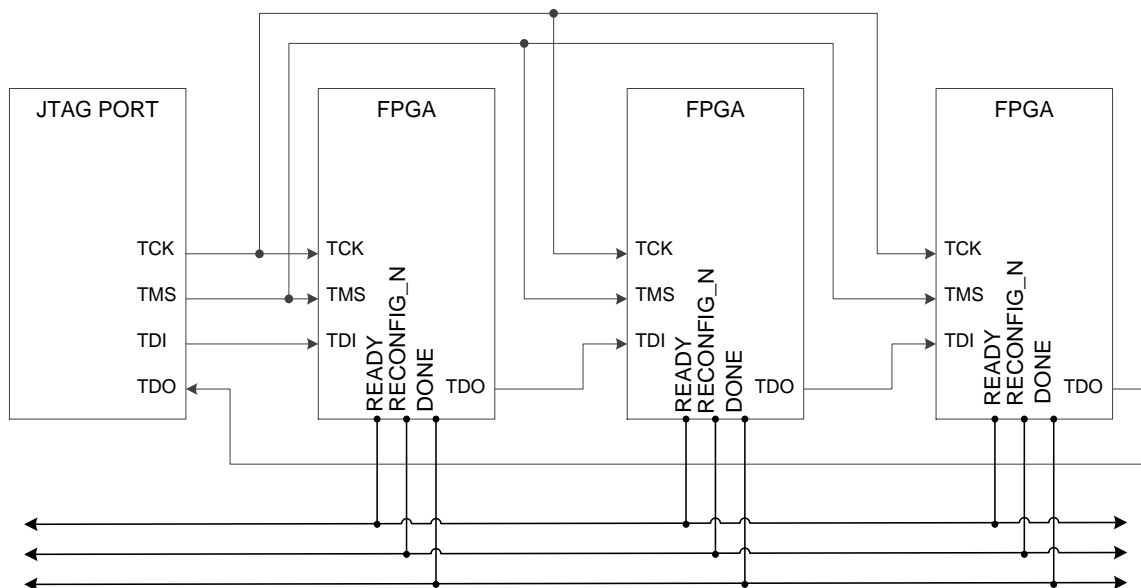 JTAG PORT
TCK
TMS
TDI
TDO
FPGA
TCK
TMS
TDI
READY
RECONFIG_N
DONE
TDO
FPGA
TCK
TMS
TDI
READY
RECONFIG_N
DONE
TDO
FPGA
TCK
TMS
TDI
READY
RECONFIG_N
DONE
TDO